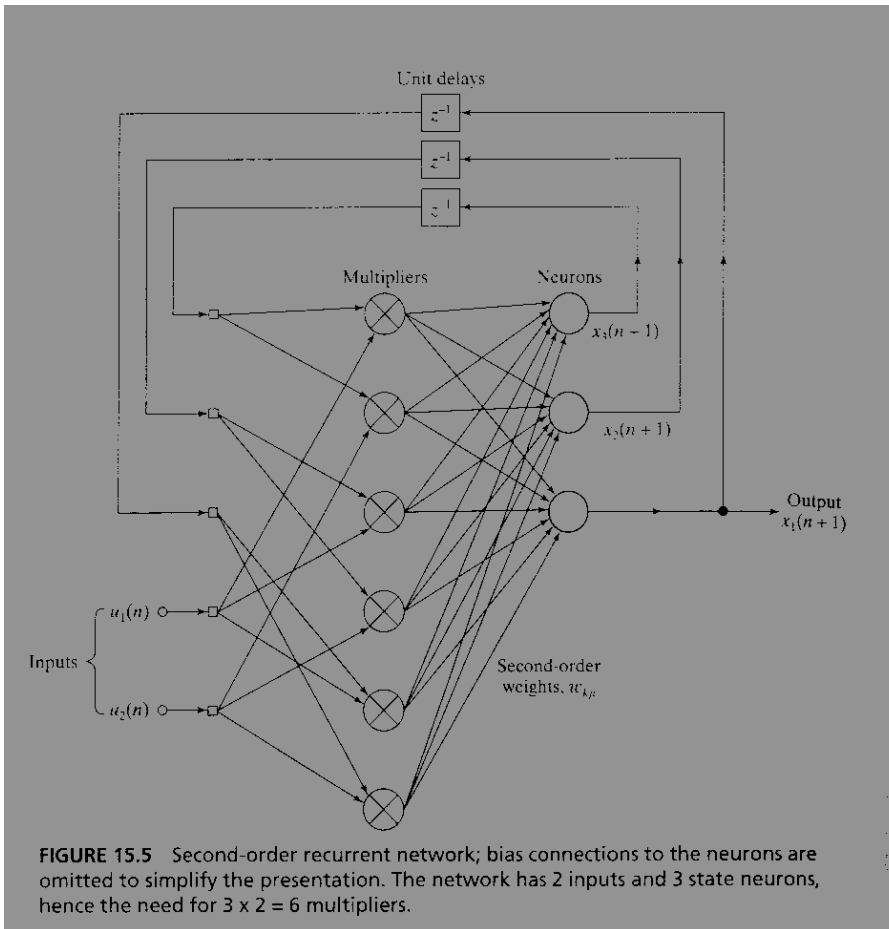 Unit delays
z⁻¹
z⁻¹
z⁻¹
Multipliers
Neurons
x₃(n + 1)
x₂(n + 1)
Output
x₁(n + 1)
u₁(n)
Inputs
u₂(n)
Second-order
weights, wₖⱼᵢ
FIGURE 15.5 Second-order recurrent network; bias connections to the neurons are
omitted to simplify the presentation. The network has 2 inputs and 3 state neurons,
hence the need for 3 x 2 = 6 multipliers.